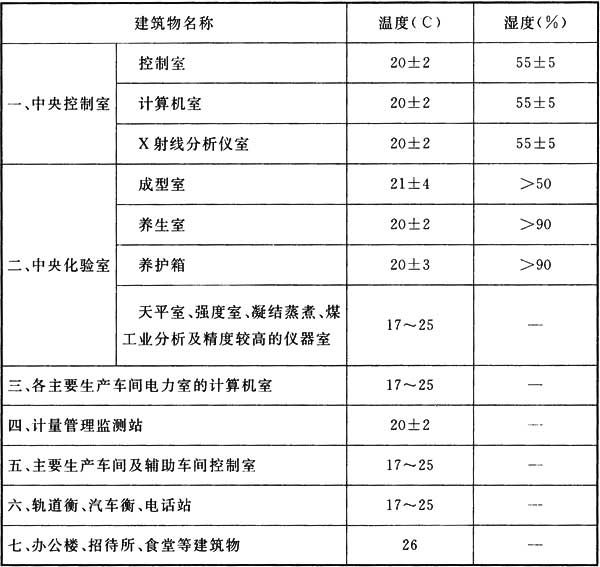 建筑物名称 温度(C) 湿度(%)
一、中央控制室
控制室 20±2 55±5
计算机室 20±2 55±5
X射线分析仪室 20±2 55±5
二、中央化验室
成型室 21±4 >50
养生室 20±2 >90
养护箱 20±3 >90
天平室、强度室、凝结蒸煮、煤
工业分析及精度较高的仪器室 17～25 —
三、各主要生产车间电力室的计算机室 17～25 —
四、计量管理监测站 20±2 —
五、主要生产车间及辅助车间控制室 17～25 —
六、轨道衡、汽车衡、电话站 17～25 —
七、办公楼、招待所、食堂等建筑物 26 —